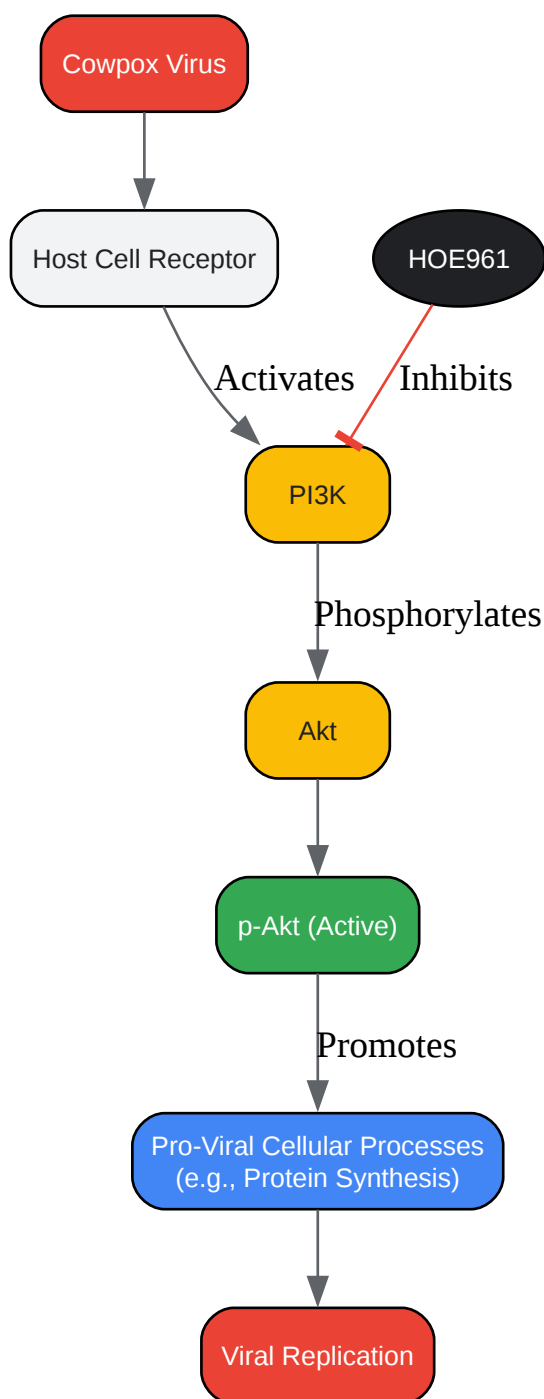 Cowpox Virus
Host Cell Receptor
HOE961
Activates
Inhibits
PI3K
Phosphorylates
Akt
p-Akt (Active)
Promotes
Pro-Viral Cellular Processes
(e.g., Protein Synthesis)
Viral Replication